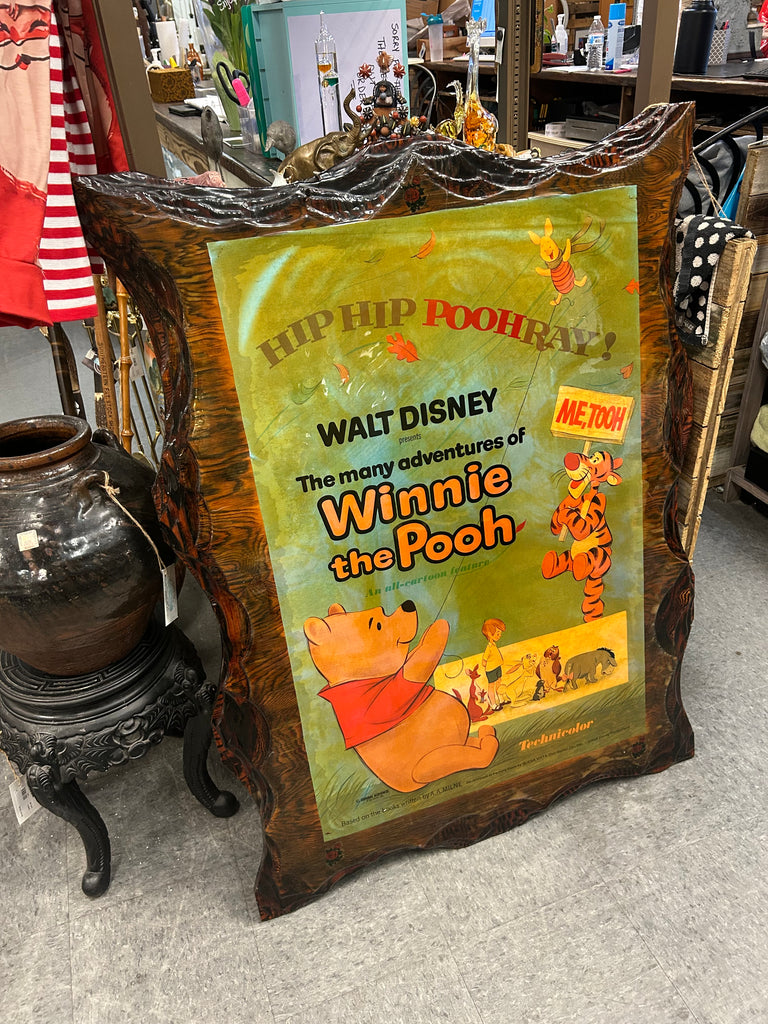 SORRY
HIP HIP POOHRAY!
ME, TOOH
WALT DISNEY
presents
The many adventures of
Winnie
the Pooh
An all-cartoon feature
Technicolor
Based on the books written by A. A. MILNE